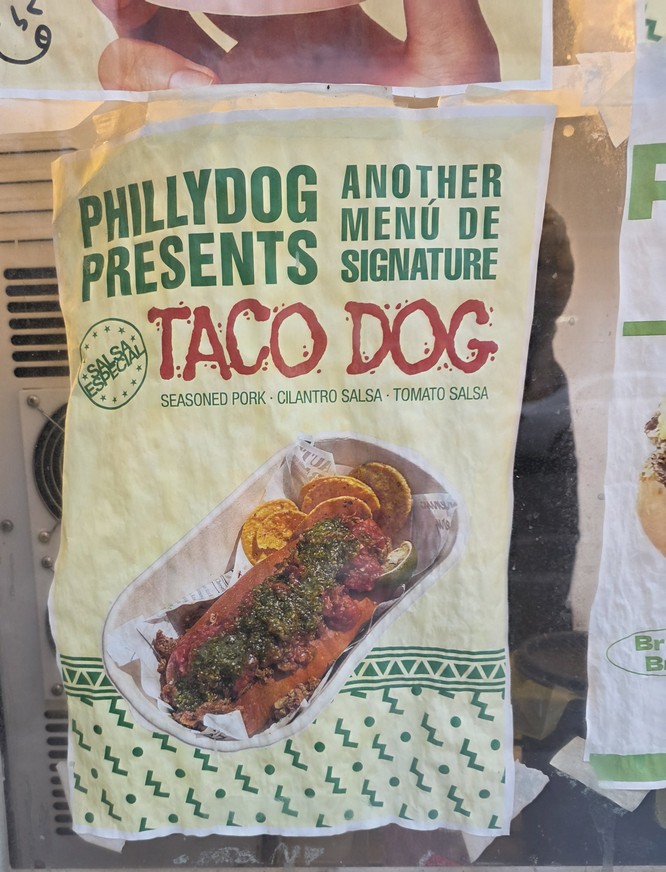 PHILLYDOG
PRESENTS
ANOTHER
MENÚ DE
SIGNATURE
TACO DOG
SALSA
ESPECIAL
SEASONED PORK · CILANTRO SALSA · TOMATO SALSA